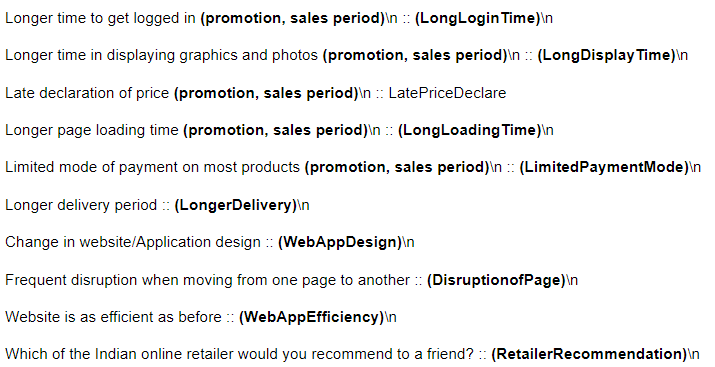 Longer time to get logged in (promotion, sales period)\n :: (LongLoginTime)\n
Longer time in displaying graphics and photos (promotion, sales period)\n :: (LongDisplayTime)\n
Late declaration of price (promotion, sales period)\n :: LatePriceDeclare
Longer page loading time (promotion, sales period)\n :: (LongLoadingTime)\n
Limited mode of payment on most products (promotion, sales period)\n :: (LimitedPaymentMode)\n
Longer delivery period :: (LongerDelivery)\n
Change in website/Application design :: (WebAppDesign)\n
Frequent disruption when moving from one page to another :: (DisruptionofPage)\n
Website is as efficient as before :: (WebAppEfficiency)\n
Which of the Indian online retailer would you recommend to a friend? :: (RetailerRecommendation)\n